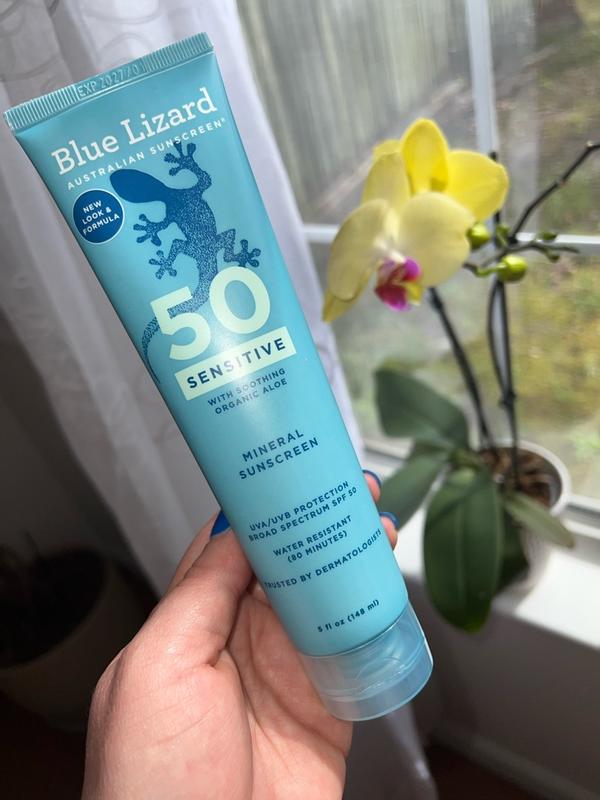 EXP 2027/01
Blue Lizard
AUSTRALIAN SUNSCREEN®
NEW
LOOK &
FORMULA
50
SENSITIVE
WITH SOOTHING
ORGANIC ALOE
MINERAL
SUNSCREEN
UVA/UVB PROTECTION
BROAD SPECTRUM SPF 50
WATER RESISTANT
(80 MINUTES)
TRUSTED BY DERMATOLOGISTS
5 fl oz (148 ml)